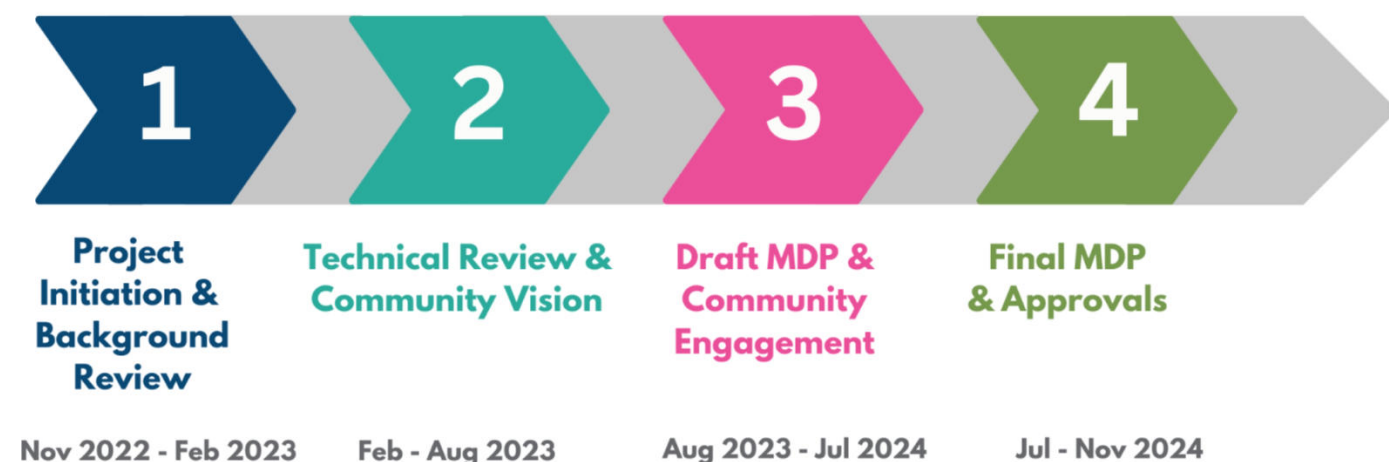 1
2
3
4
Project
Initiation &
Background
Review
Technical Review &
Community Vision
Draft MDP &
Community
Engagement
Final MDP
& Approvals
Nov 2022 - Feb 2023
Feb - Aug 2023
Aug 2023 - Jul 2024
Jul - Nov 2024